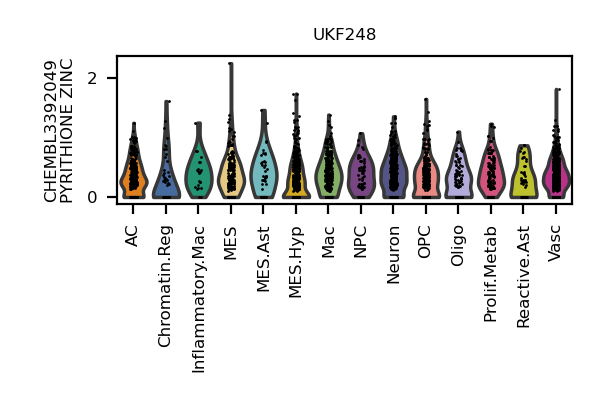 UKF248
CHEMBL3392049
PYRITHIONE ZINC
2
0
AC
Chromatin.Reg
Inflammatory.Mac
MES
MES.Ast
MES.Hyp
Mac
NPC
Neuron
OPC
Oligo
Prolif.Metab
Reactive.Ast
Vasc